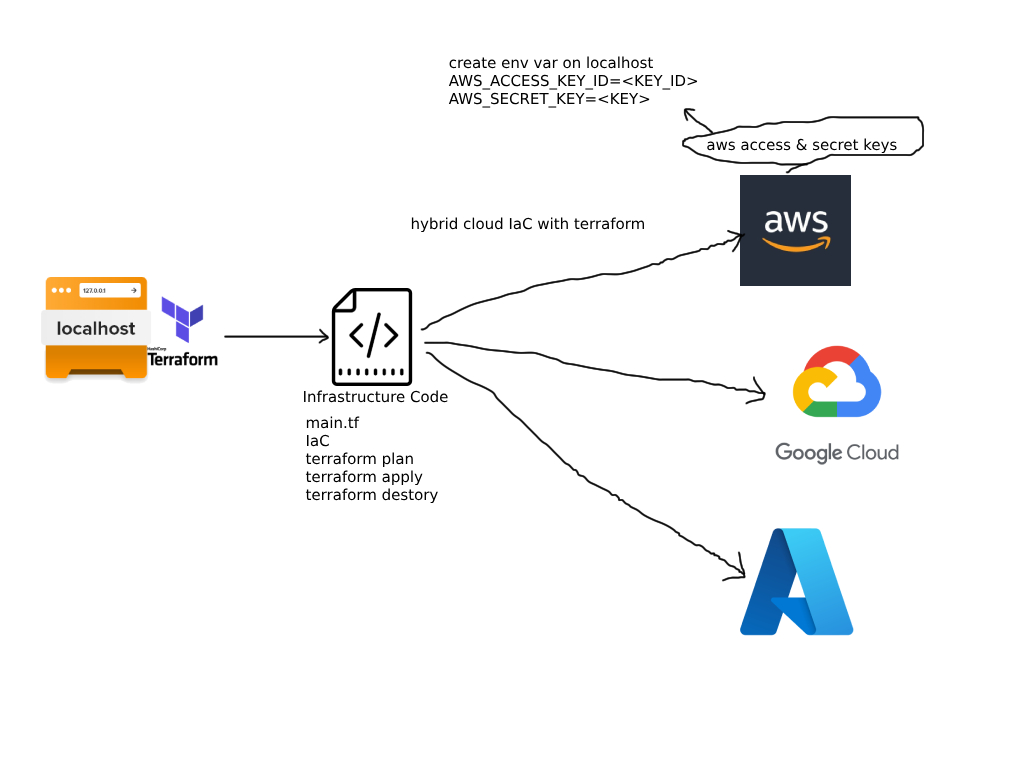 create env var on localhost
AWS_ACCESS_KEY_ID=<KEY_ID>
AWS_SECRET_KEY=<KEY>
aws access & secret keys
aws
hybrid cloud IaC with terraform
127.0.0.1
localhost
HashiCorp
Terraform
Infrastructure Code
main.tf
IaC
terraform plan
terraform apply
terraform destory
Google Cloud